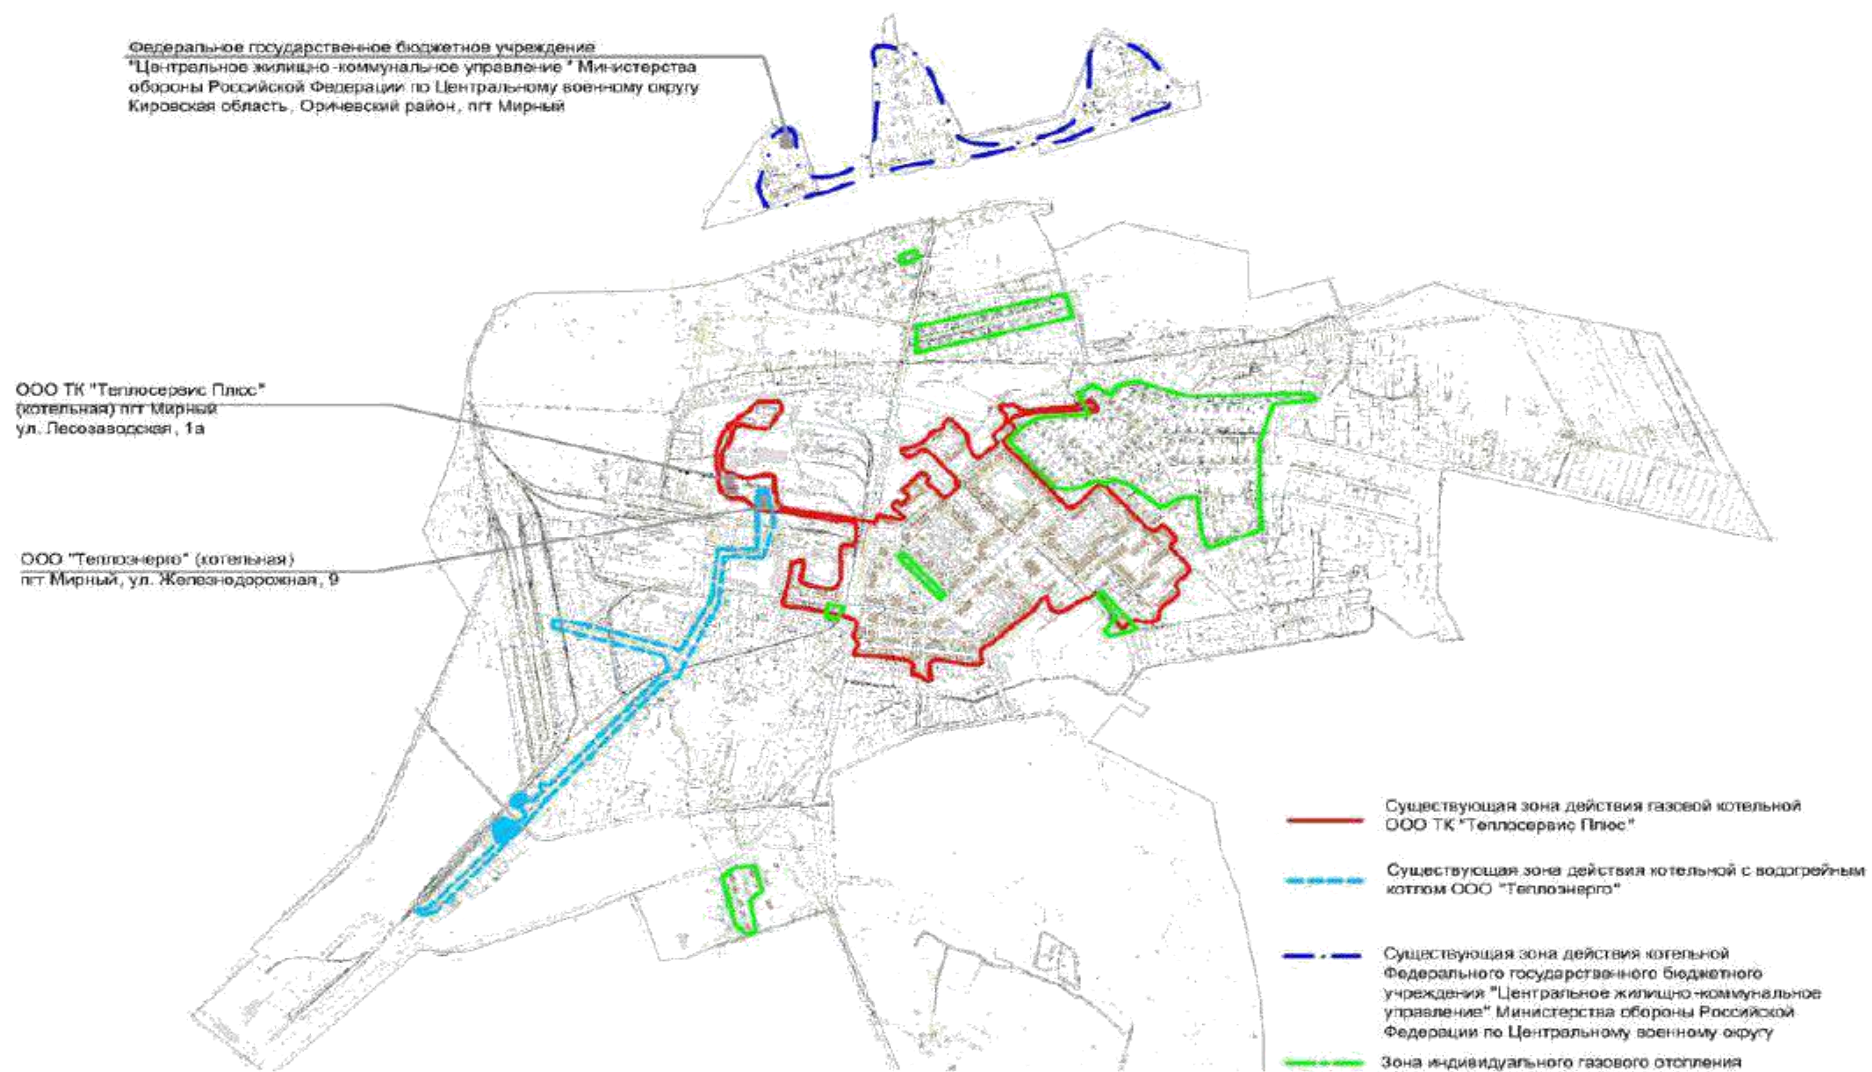 Федеральное государственное бюджетное учреждение
"Центральное жилищно-коммунальное управление " Министерства
обороны Российской Федерации по Центральному военному округу
Кировская область, Оричевский район, пгт Мирный
ООО ТК "Теплосервис Плюс"
(котельная) пгт Мирный
ул. Лесозаводская, 1а
ООО "Теплоэнерго" (котельная)
пгт Мирный, ул. Железнодорожная, 9
Существующая зона действия газовой котельной
ООО ТК "Теплосервис Плюс"
Существующая зона действия котельной с водогрейным
котлом ООО "Теплоэнерго"
Существующая зона действия котельной
Федерального государственного бюджетного
учреждения "Центральное жилищно-коммунальное
управление" Министерства обороны Российской
Федерации по Центральному военному округу
Зона индивидуального газового отопления